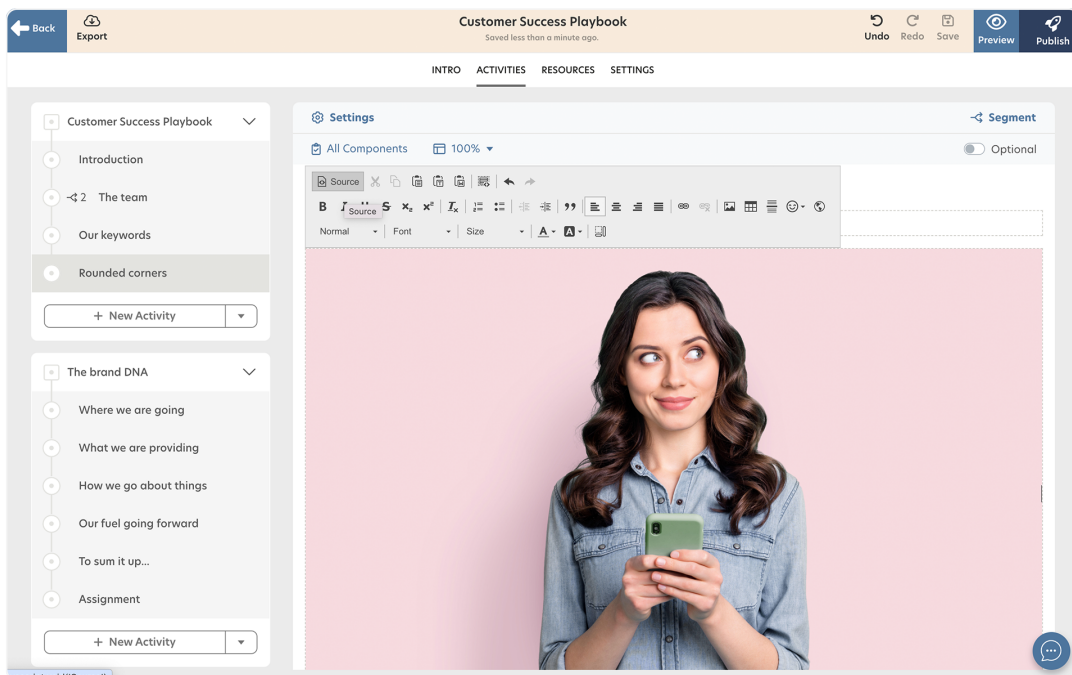 Back
Export
Customer Success Playbook
Saved less than a minute ago.
Undo
Redo
Save
Preview
Publish
INTRO ACTIVITIES RESOURCES SETTINGS
Customer Success Playbook
Introduction
2 The team
Our keywords
Rounded corners
+ New Activity
The brand DNA
Where we are going
What we are providing
How we go about things
Our fuel going forward
To sum it up...
Assignment
+ New Activity
Settings
Segment
All Components
100%
Optional
Source
Source
Normal
Font
Size